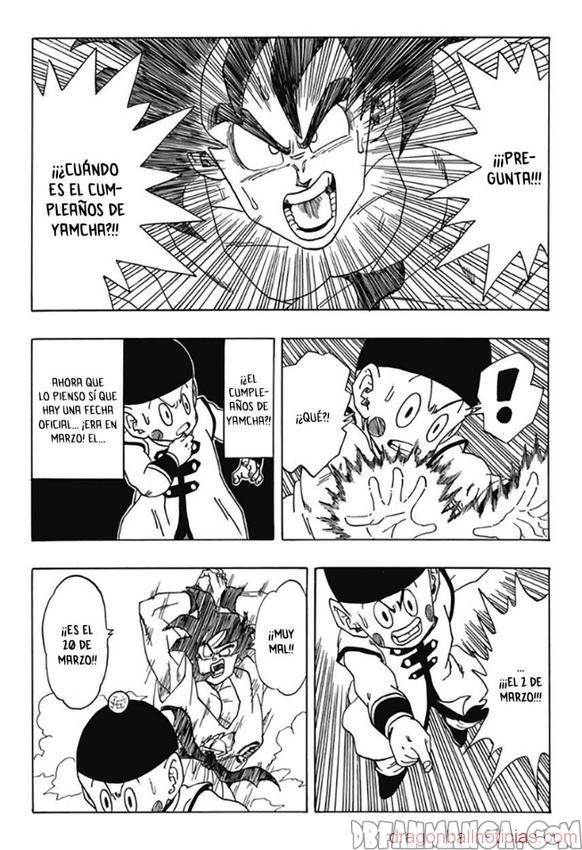 ¡¡¡PRE-
GUNTA!!!
¡¡¡¿CUÁNDO
ES EL CUM-
PLEAÑOS DE
YAMCHA?!!
!
¡¿QUÉ?!
¡¿EL
CUMPLE-
AÑOS DE
YAMCHA?!
AHORA QUE
LO PIENSO SÍ QUE
HAY UNA FECHA
OFICIAL... ¡ERA EN
MARZO! EL...
...
¡¡¡EL 2 DE
MARZO!!!
¡¡MUY
MAL!!
¡¡ES EL
20 DE
MARZO!!
DBFANMANGA.COM
dragonballnoticias.com